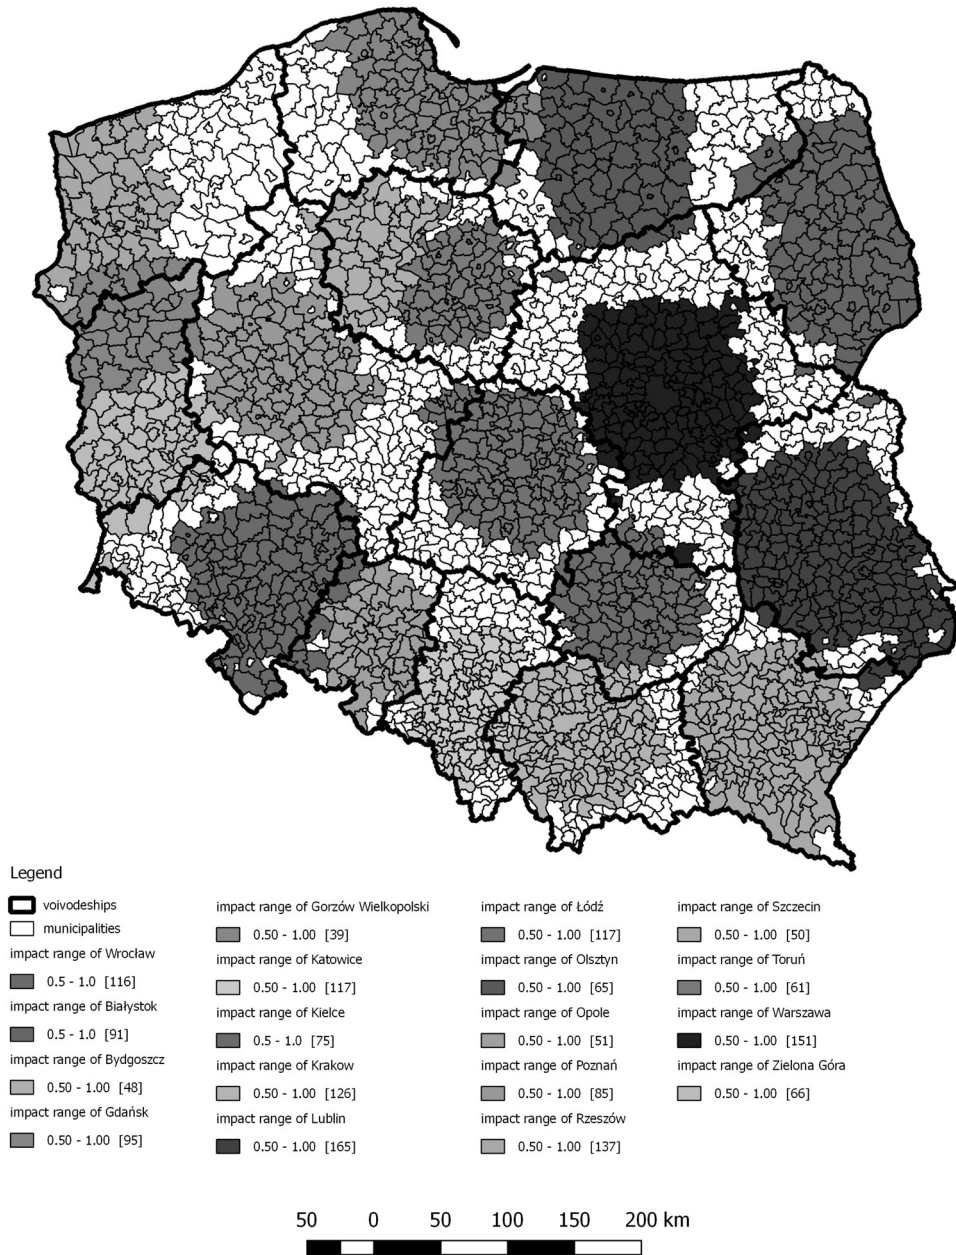 Legend
voivodeships
municipalities
impact range of Wrocław
0.5 - 1.0 [116]
impact range of Białystok
0.5 - 1.0 [91]
impact range of Bydgoszcz
0.50 - 1.00 [48]
impact range of Gdańsk
0.50 - 1.00 [95]
impact range of Gorzów Wielkopolski
0.50 - 1.00 [39]
impact range of Katowice
0.50 - 1.00 [117]
impact range of Kielce
0.5 - 1.0 [75]
impact range of Krakow
0.50 - 1.00 [126]
impact range of Lublin
0.50 - 1.00 [165]
impact range of Łódź
0.50 - 1.00 [117]
impact range of Olsztyn
0.50 - 1.00 [65]
impact range of Opole
0.50 - 1.00 [51]
impact range of Poznań
0.50 - 1.00 [85]
impact range of Rzeszów
0.50 - 1.00 [137]
impact range of Szczecin
0.50 - 1.00 [50]
impact range of Toruń
0.50 - 1.00 [61]
impact range of Warszawa
0.50 - 1.00 [151]
impact range of Zielona Góra
0.50 - 1.00 [66]
50 0 50 100 150 200 km